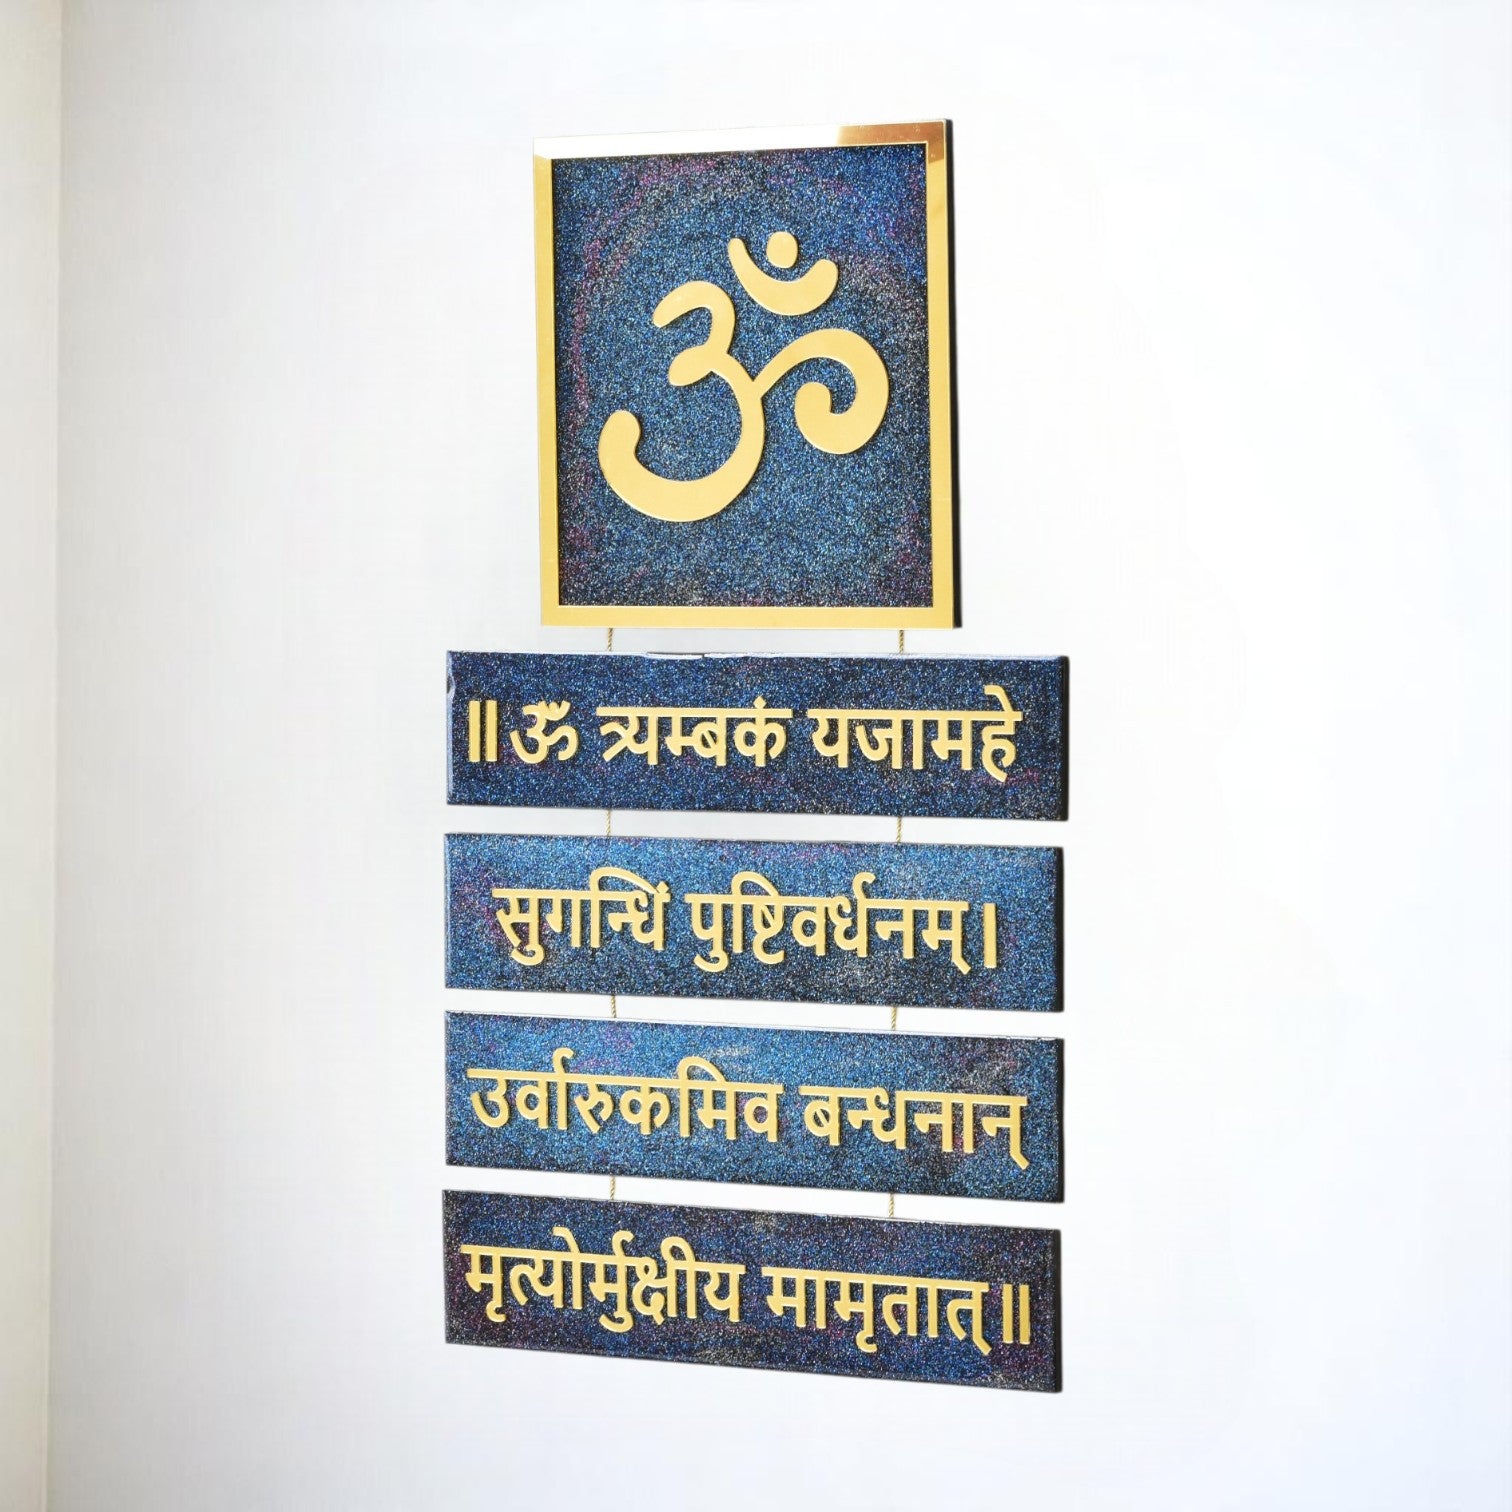 ॐ
॥ ॐ त्र्यम्बकं यजामहे
सुगन्धिं पुष्टिवर्धनम् ।
उर्वारुकमिव बन्धनान्
मृत्योर्मुक्षीय मामृतात् ॥